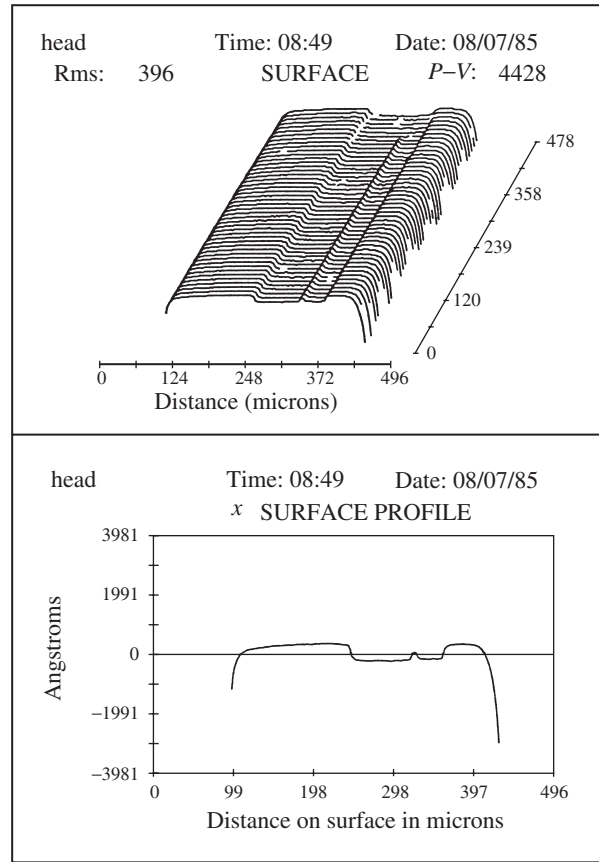 head Time: 08:49 Date: 08/07/85
Rms: 396 SURFACE P–V: 4428
478
358
239
120
0
0 124 248 372 496
Distance (microns)
head Time: 08:49 Date: 08/07/85
x SURFACE PROFILE
3981
1991
0
−1991
−3981
Angstroms
0 99 198 298 397 496
Distance on surface in microns